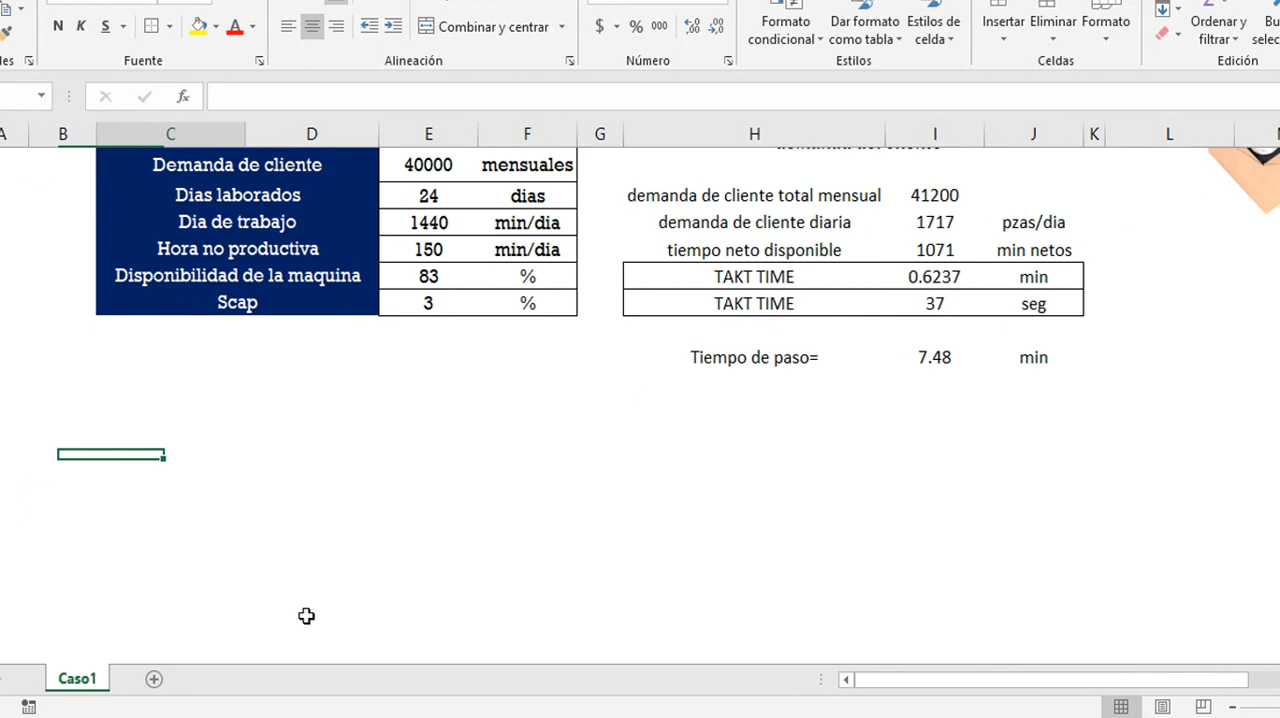 N K S
Combinar y centrar
$ % 000
Formato condicional
Dar formato como tabla
Estilos de celda
Insertar Eliminar Formato
Ordenar y filtrar
Fuente Alineación Número Estilos Celdas Edición
fx
B C D E F G H I J K L
Demanda de cliente 40000 mensuales
Dias laborados 24 dias demanda de cliente total mensual 41200
Dia de trabajo 1440 min/dia demanda de cliente diaria 1717 pzas/dia
Hora no productiva 150 min/dia tiempo neto disponible 1071 min netos
Disponibilidad de la maquina 83 % TAKT TIME 0.6237 min
Scap 3 % TAKT TIME 37 seg
Tiempo de paso= 7.48 min
Caso1